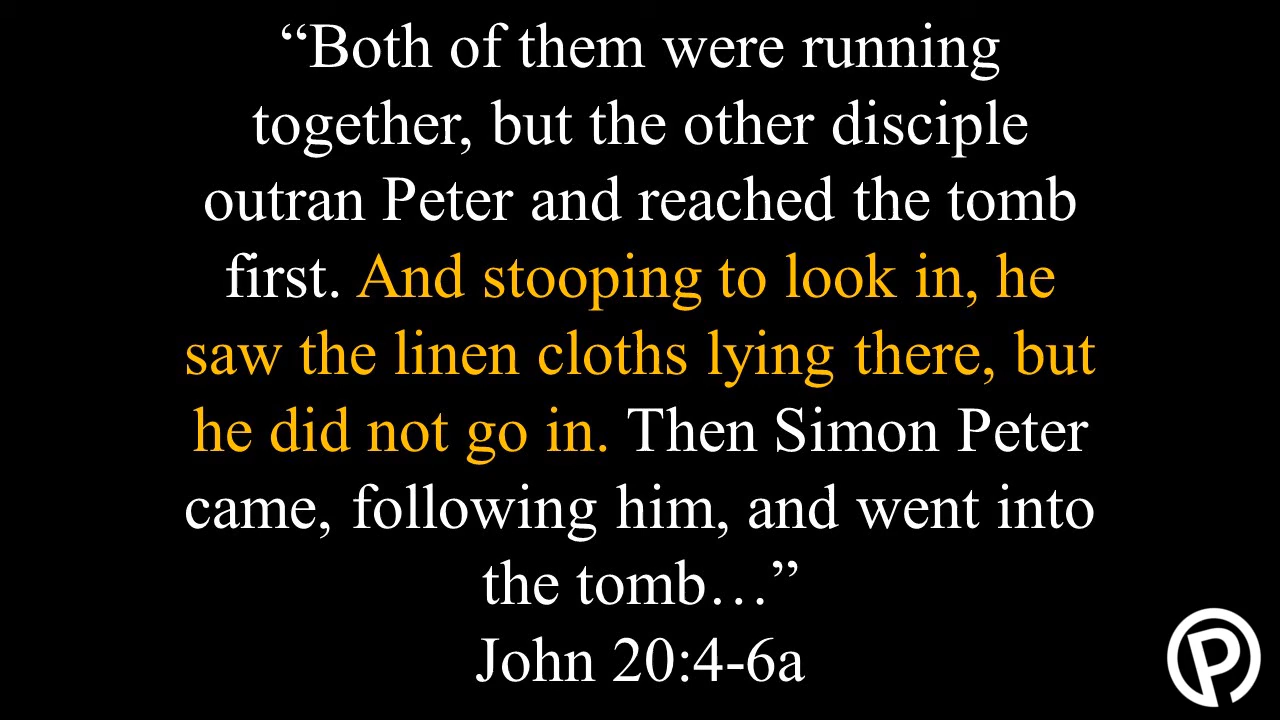 “Both of them were running
together, but the other disciple
outran Peter and reached the tomb
first. And stooping to look in, he
saw the linen cloths lying there, but
he did not go in. Then Simon Peter
came, following him, and went into
the tomb…”
John 20:4-6a
P